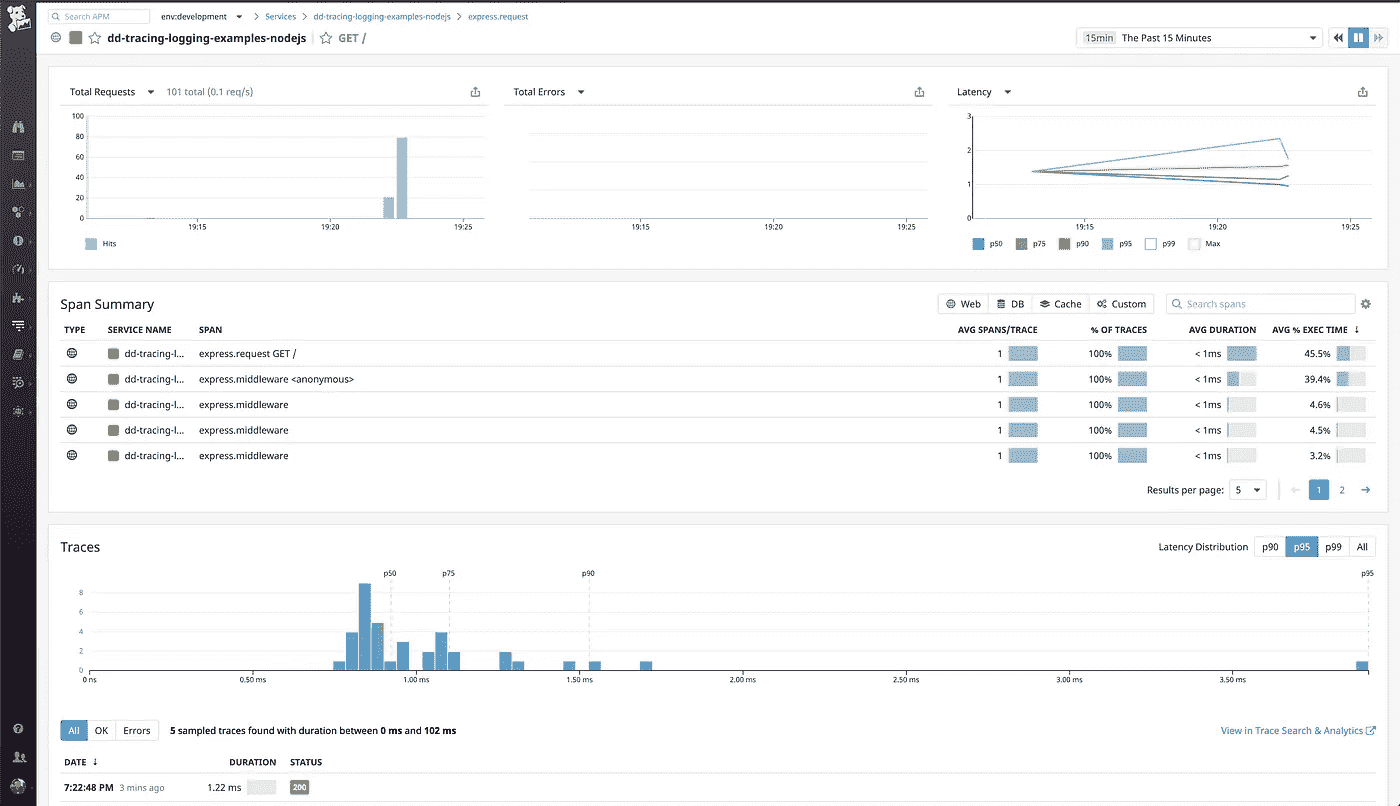 Search APM env:development Services dd-tracing-logging-examples-nodejs express.request
dd-tracing-logging-examples-nodejs GET /
15min The Past 15 Minutes
Total Requests 101 total (0.1 req/s)
100
80
60
40
20
0
19:15 19:20 19:25
Hits
Total Errors
19:15 19:20 19:25
Latency
3
2
1
0
19:15 19:20 19:25
p50 p75 p90 p95 p99 Max
Span Summary
Web DB Cache Custom Search spans
TYPE SERVICE NAME SPAN AVG SPANS/TRACE % OF TRACES AVG DURATION AVG % EXEC TIME ↓
dd-tracing-l... express.request GET / 1 100% < 1ms 45.5%
dd-tracing-l... express.middleware <anonymous> 1 100% < 1ms 39.4%
dd-tracing-l... express.middleware 1 100% < 1ms 4.6%
dd-tracing-l... express.middleware 1 100% < 1ms 4.5%
dd-tracing-l... express.middleware 1 100% < 1ms 3.2%
Results per page: 5 ← 1 2 →
Traces
Latency Distribution p90 p95 p99 All
p50 p75 p90 p95
8
6
4
2
0
0 ns 0.50 ms 1.00 ms 1.50 ms 2.00 ms 2.50 ms 3.00 ms 3.50 ms
All OK Errors 5 sampled traces found with duration between 0 ms and 102 ms View in Trace Search & Analytics
DATE ↓ DURATION STATUS
7:22:48 PM 3 mins ago 1.22 ms 200